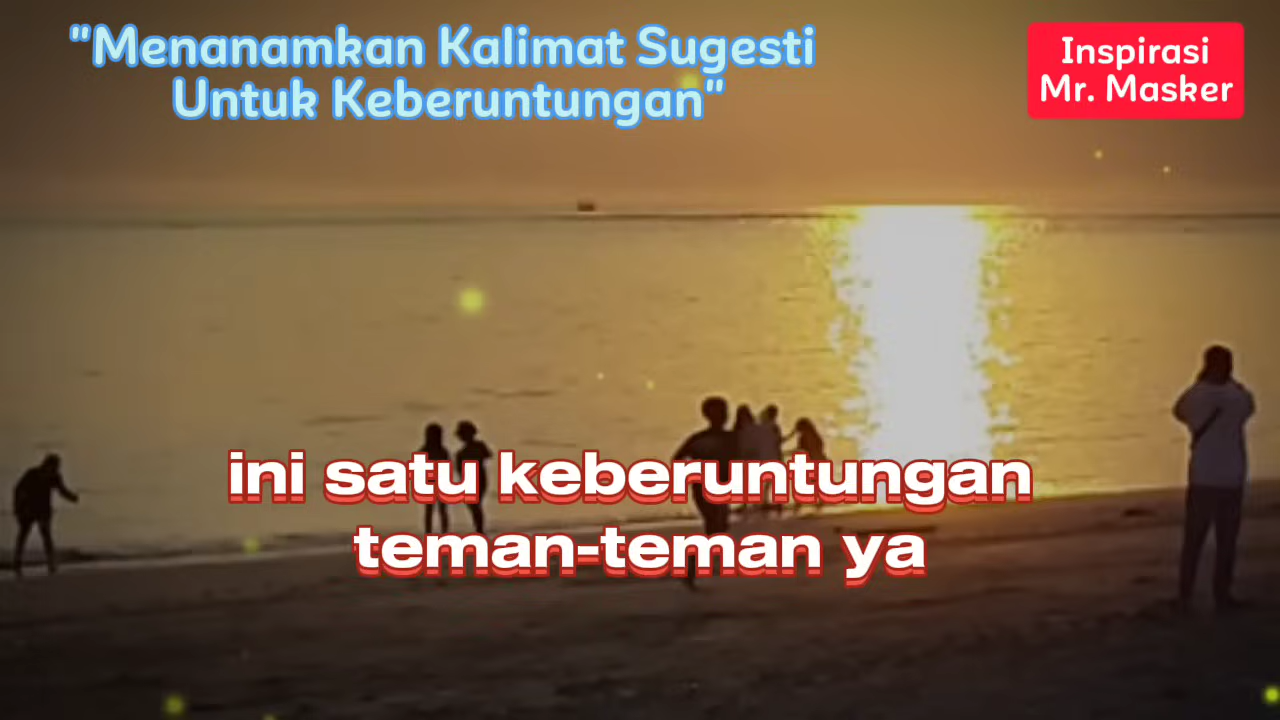 "Menanamkan Kalimat Sugesti
Untuk Keberuntungan"
Inspirasi
Mr. Masker
ini satu keberuntungan
teman-teman ya